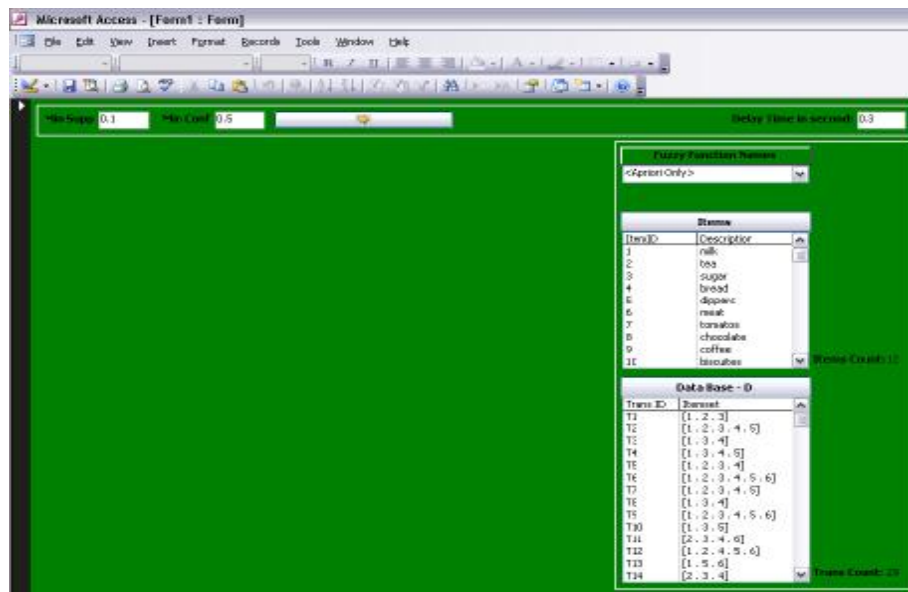 Microsoft Access - [Form1 : Form]
File Edit View Insert Format Records Tools Window Help
Min Supp 0.1 Min Conf 0.5 Delay Time in second: 0.3
Fuzzy Function Names
<Apriori Only>
Items
ItemID Description
1 milk
2 tea
3 sugar
4 bread
5 dippers
6 meat
7 tomatos
8 chocolate
9 coffee
10 biscuites
Items Count:
Data Base - D
Trans ID Itemset
T1 [1 . 2 . 3]
T2 [1 . 2 . 3 . 4 . 5]
T3 [1 . 3 . 4]
T4 [1 . 3 . 4 . 5]
T5 [1 . 2 . 3 . 4]
T6 [1 . 2 . 3 . 4 . 5 . 6]
T7 [1 . 2 . 3 . 4 . 5]
T8 [1 . 3 . 4]
T9 [1 . 2 . 3 . 4 . 5 . 6]
T10 [1 . 3 . 5]
T11 [2 . 3 . 4 . 6]
T12 [1 . 2 . 4 . 5 . 6]
T13 [1 . 5 . 6]
T14 [2 . 3 . 4]
Trans Count: